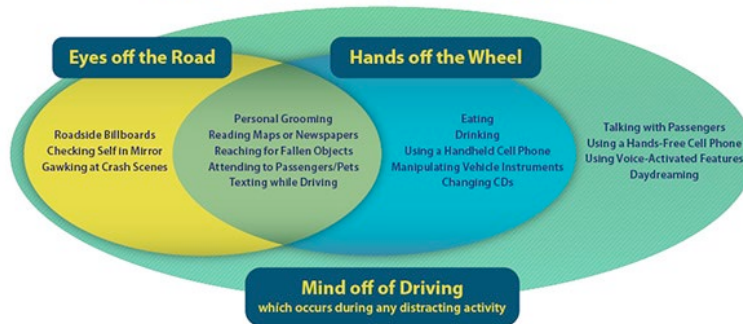 Eyes off the Road
Hands off the Wheel
Roadside Billboards
Checking Self in Mirror
Gawking at Crash Scenes
Personal Grooming
Reading Maps or Newspapers
Reaching for Fallen Objects
Attending to Passengers/Pets
Texting while Driving
Eating
Drinking
Using a Handheld Cell Phone
Manipulating Vehicle Instruments
Changing CDs
Talking with Passengers
Using a Hands-Free Cell Phone
Using Voice-Activated Features
Daydreaming
Mind off of Driving
which occurs during any distracting activity